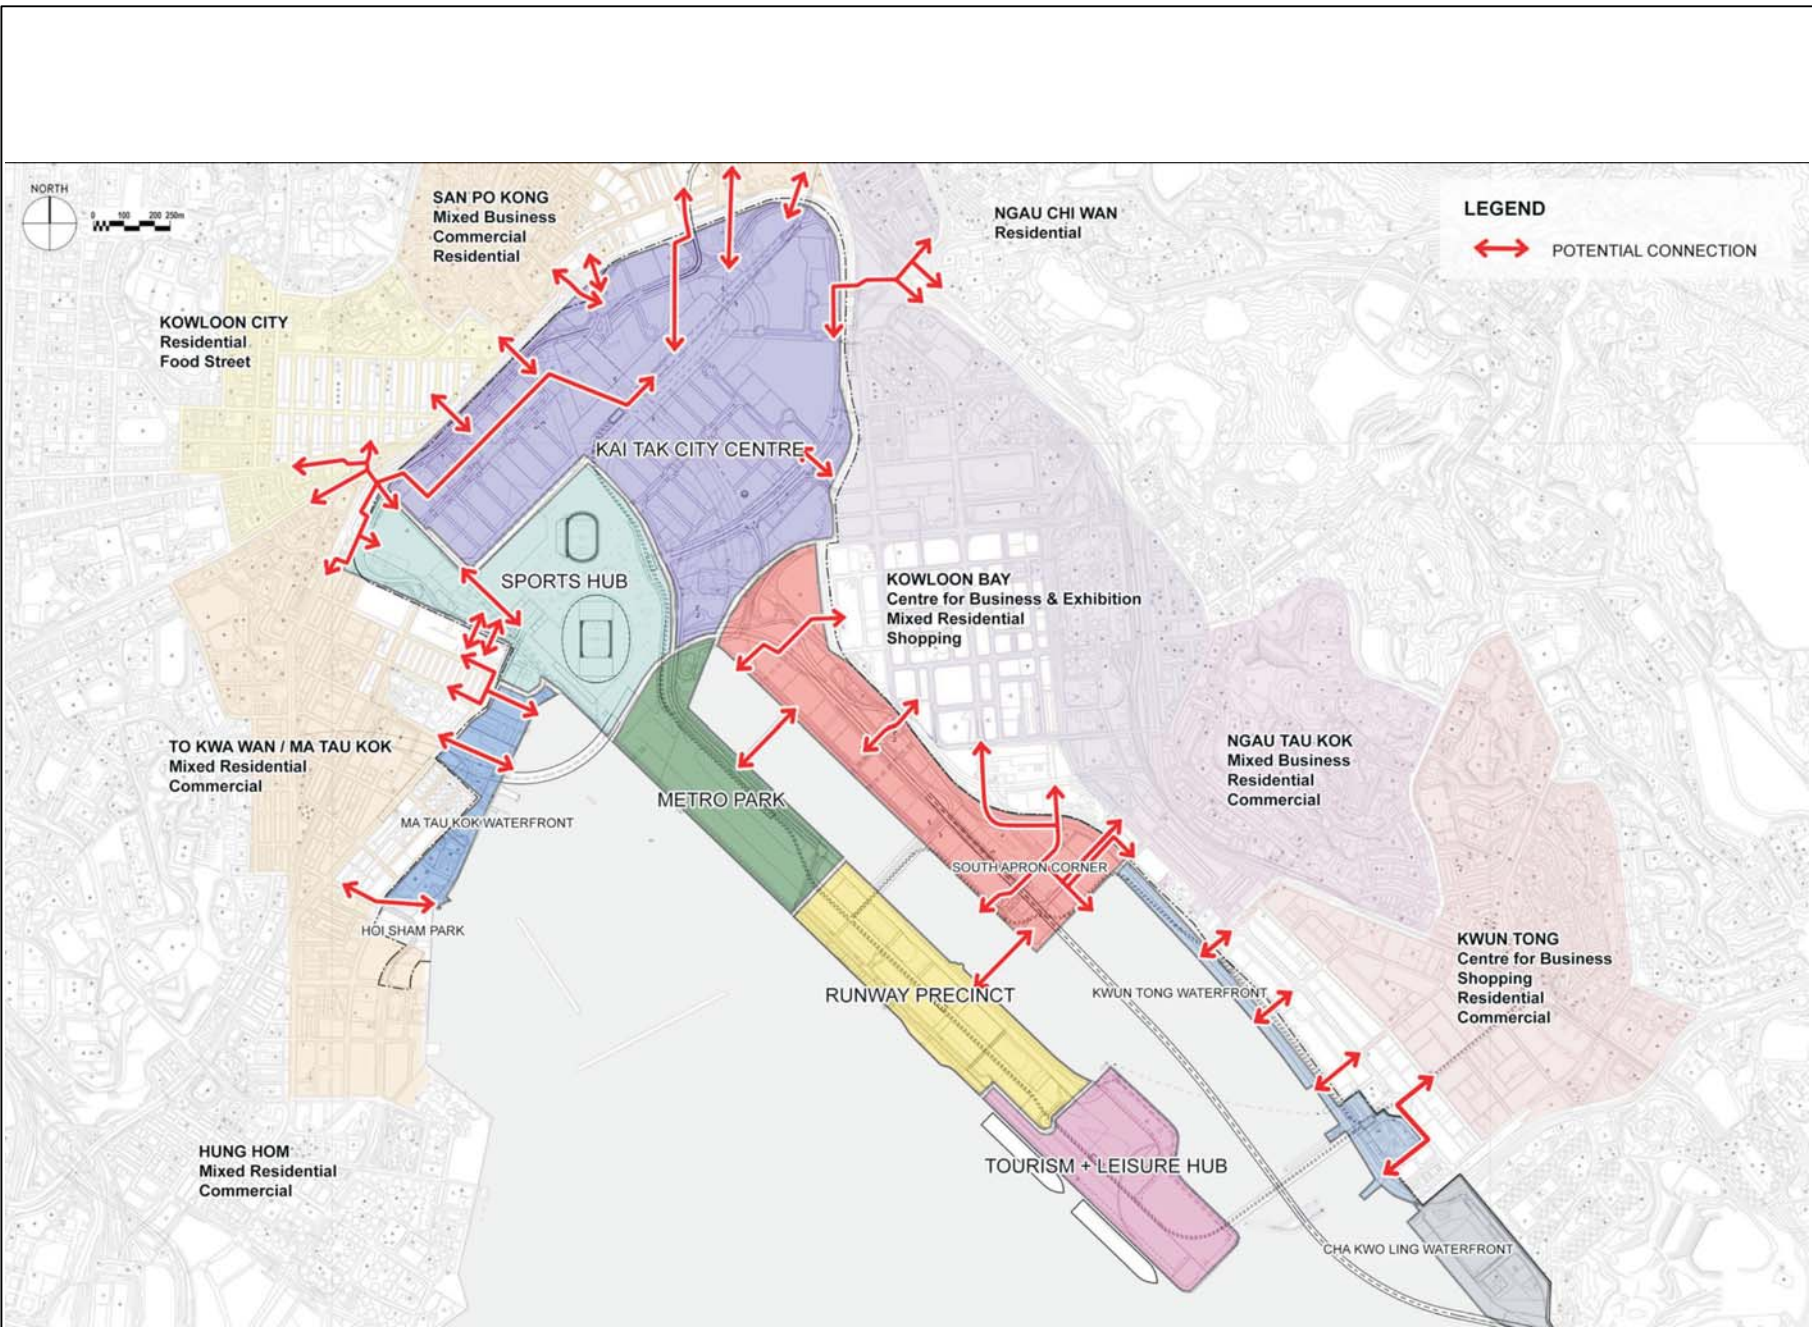 NORTH
0 100 200 250m
SAN PO KONG
Mixed Business
Commercial
Residential
NGAU CHI WAN
Residential
LEGEND
POTENTIAL CONNECTION
KOWLOON CITY
Residential
Food Street
KAI TAK CITY CENTRE
SPORTS HUB
KOWLOON BAY
Centre for Business & Exhibition
Mixed Residential
Shopping
TO KWA WAN / MA TAU KOK
Mixed Residential
Commercial
METRO PARK
MA TAU KOK WATERFRONT
NGAU TAU KOK
Mixed Business
Residential
Commercial
SOUTH APRON CORNER
HOI SHAM PARK
KWUN TONG
Centre for Business
Shopping
Residential
Commercial
RUNWAY PRECINCT
KWUN TONG WATERFRONT
HUNG HOM
Mixed Residential
Commercial
TOURISM + LEISURE HUB
CHA KWO LING WATERFRONT